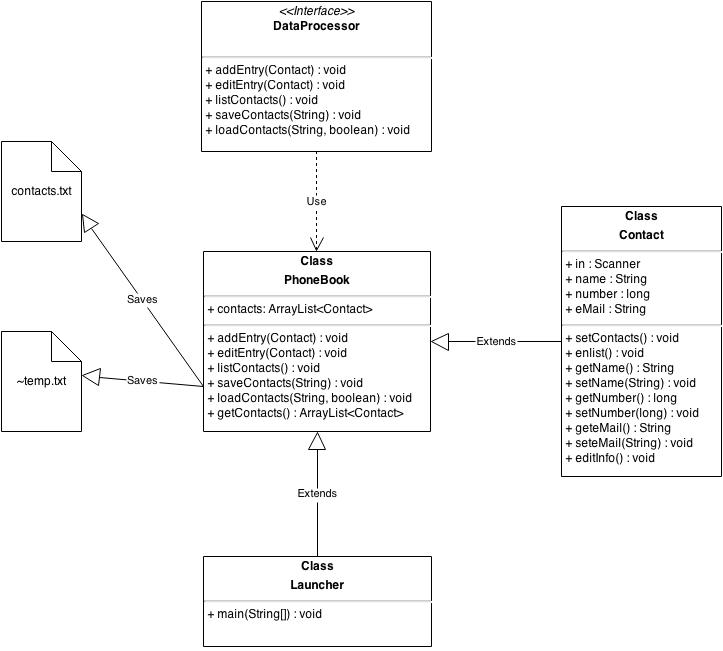 <<Interface>>
DataProcessor
+ addEntry(Contact) : void
+ editEntry(Contact) : void
+ listContacts() : void
+ saveContacts(String) : void
+ loadContacts(String, boolean) : void
contacts.txt
Use
Class
Contact
+ in : Scanner
+ name : String
+ number : long
+ eMail : String
+ setContacts() : void
+ enlist() : void
+ getName() : String
+ setName(String) : void
+ getNumber() : long
+ setNumber(long) : void
+ geteMail() : String
+ seteMail(String) : void
+ editInfo() : void
Class
PhoneBook
+ contacts: ArrayList<Contact>
+ addEntry(Contact) : void
+ editEntry(Contact) : void
+ listContacts() : void
+ saveContacts(String) : void
+ loadContacts(String, boolean) : void
+ getContacts() : ArrayList<Contact>
Saves
Extends
~temp.txt
Saves
Extends
Class
Launcher
+ main(String[]) : void